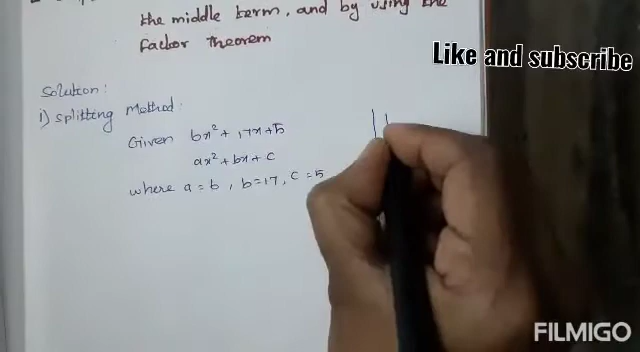 the middle term, and by using the
Factor Theorem
Like and subscribe
Solution:
i) Splitting Method:
Given 6x² + 17x + 5
ax² + bx + c
where a = 6, b = 17, c = 5
FILMIGO